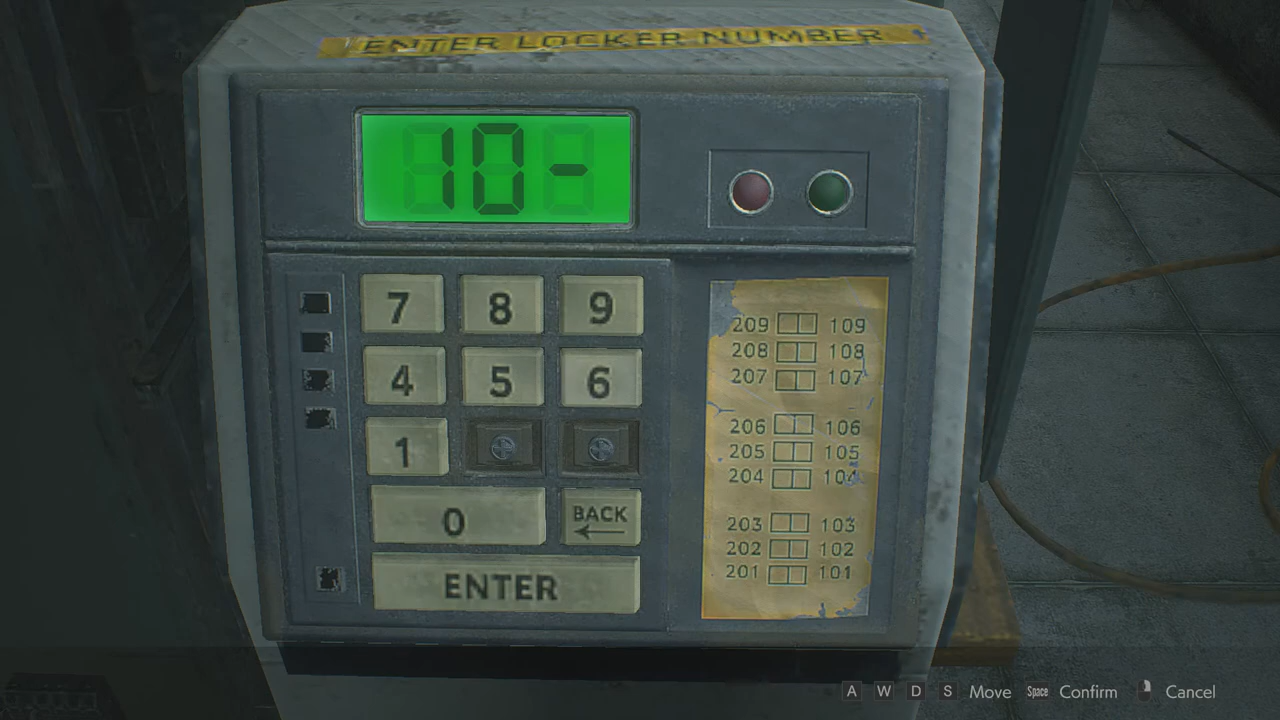 ENTER LOCKER NUMBER
10-
7 8 9
4 5 6
1
0 BACK
ENTER
209 109
208 108
207 107
206 106
205 105
204 104
203 103
202 102
201 101
A W D S Move Space Confirm Cancel